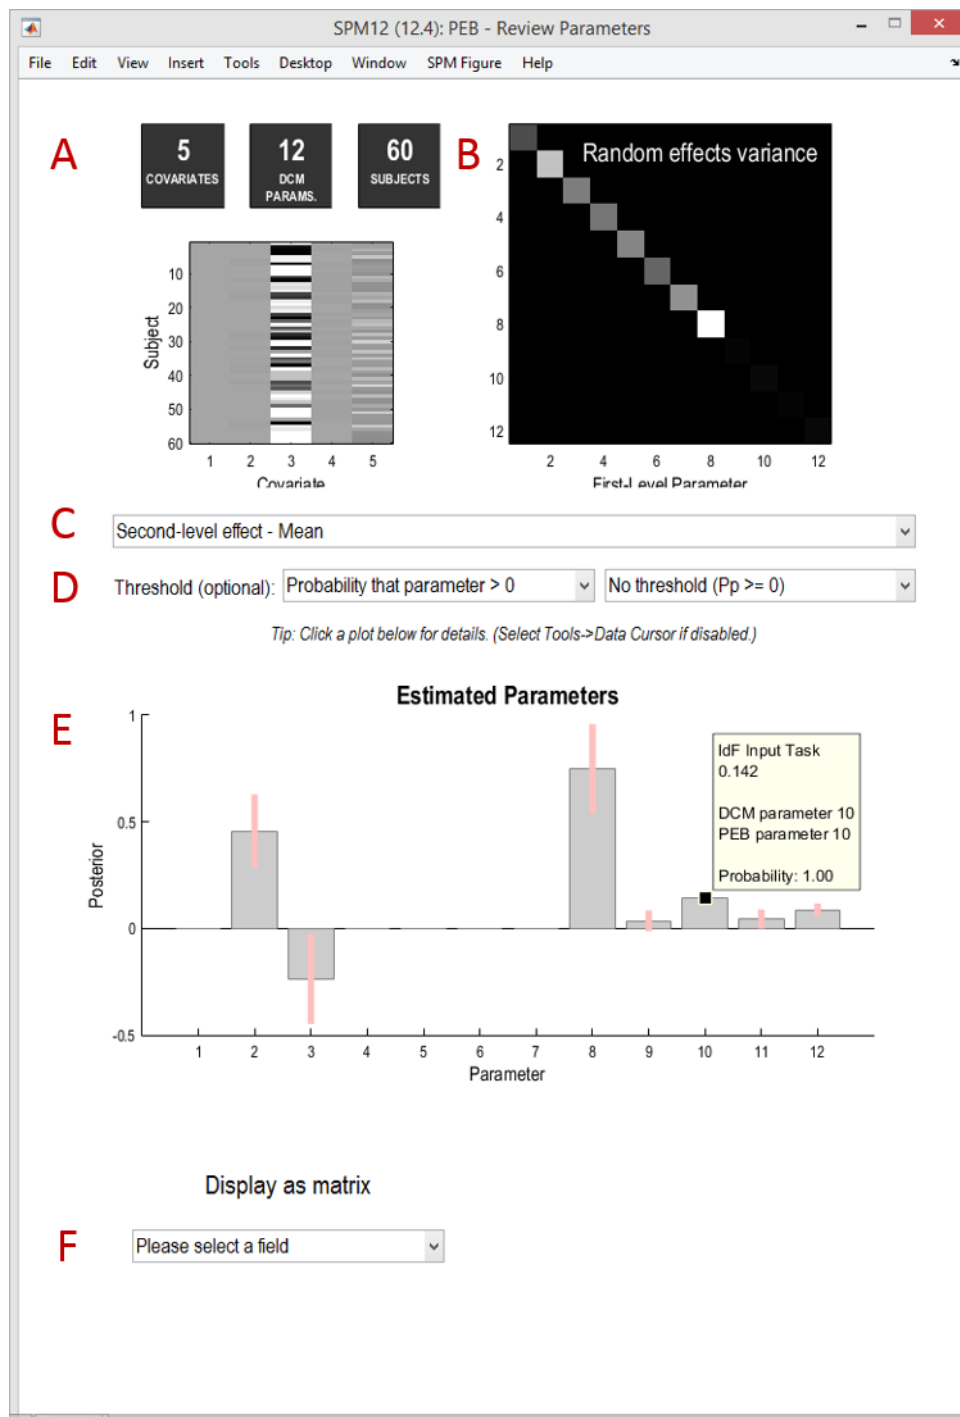 SPM12 (12.4): PEB - Review Parameters
File Edit View Insert Tools Desktop Window SPM Figure Help
A
5
COVARIATES
12
DCM
PARAMS.
60
SUBJECTS
B
Random effects variance
2
4
6
8
10
12
2 4 6 8 10 12
First-Level Parameter
Subject
10
20
30
40
50
60
1 2 3 4 5
Covariate
C
Second-level effect - Mean
D
Threshold (optional): Probability that parameter > 0 No threshold (Pp >= 0)
Tip: Click a plot below for details. (Select Tools->Data Cursor if disabled.)
E
Estimated Parameters
1
0.5
0
-0.5
Posterior
IdF Input Task
0.142
DCM parameter 10
PEB parameter 10
Probability: 1.00
1 2 3 4 5 6 7 8 9 10 11 12
Parameter
Display as matrix
F
Please select a field